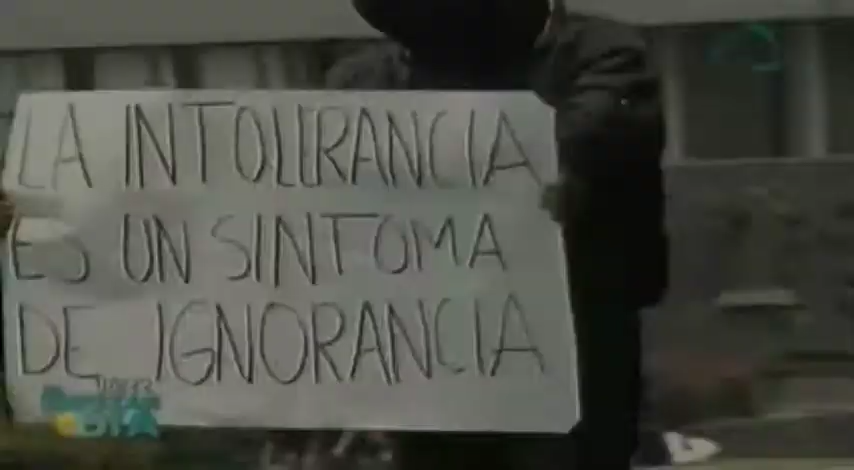 LA INTOLERANCIA
ES UN SINTOMA
DE IGNORANCIA